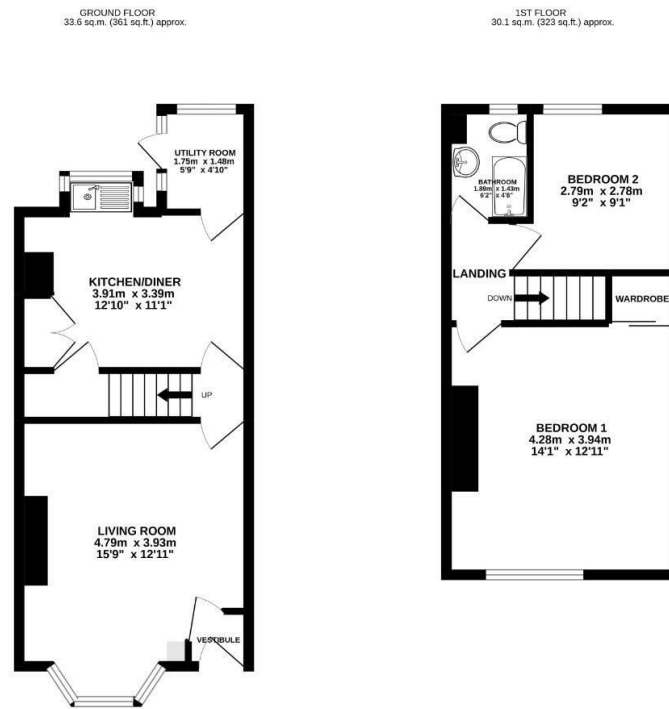 GROUND FLOOR
33.6 sq.m. (361 sq.ft.) approx.
UTILITY ROOM
1.75m x 1.48m
5'9" x 4'10"
KITCHEN/DINER
3.91m x 3.39m
12'10" x 11'1"
UP
LIVING ROOM
4.79m x 3.93m
15'9" x 12'11"
VESTIBULE
1ST FLOOR
30.1 sq.m. (323 sq.ft.) approx.
BATHROOM
1.89m x 1.43m
6'2" x 4'8"
BEDROOM 2
2.79m x 2.78m
9'2" x 9'1"
LANDING
DOWN
WARDROBE
BEDROOM 1
4.28m x 3.94m
14'1" x 12'11"